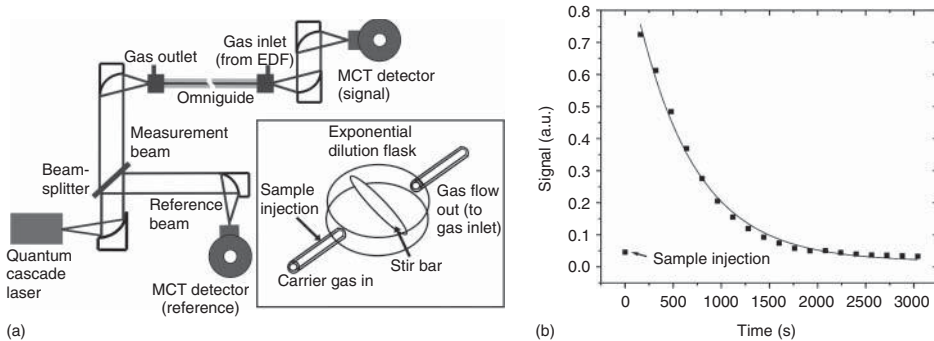 Gas outlet
Gas inlet
(from EDF)
MCT detector
(signal)
Omniguide
Measurement
beam
Beam-
splitter
Reference
beam
Quantum
cascade
laser
MCT detector
(reference)
Exponential
dilution flask
Sample
injection
Gas flow
out (to
gas inlet)
Stir bar
Carrier gas in
(a)
Signal (a.u.)
0.8
0.7
0.6
0.5
0.4
0.3
0.2
0.1
0.0
Sample injection
0 500 1000 1500 2000 2500 3000
Time (s)
(b)